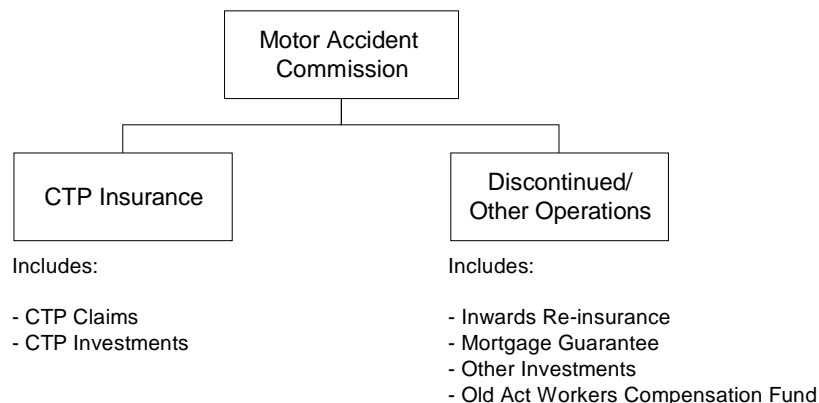 Motor Accident
Commission
CTP Insurance
Discontinued/
Other Operations
Includes:
- CTP Claims
- CTP Investments
Includes:
- Inwards Re-insurance
- Mortgage Guarantee
- Other Investments
- Old Act Workers Compensation Fund